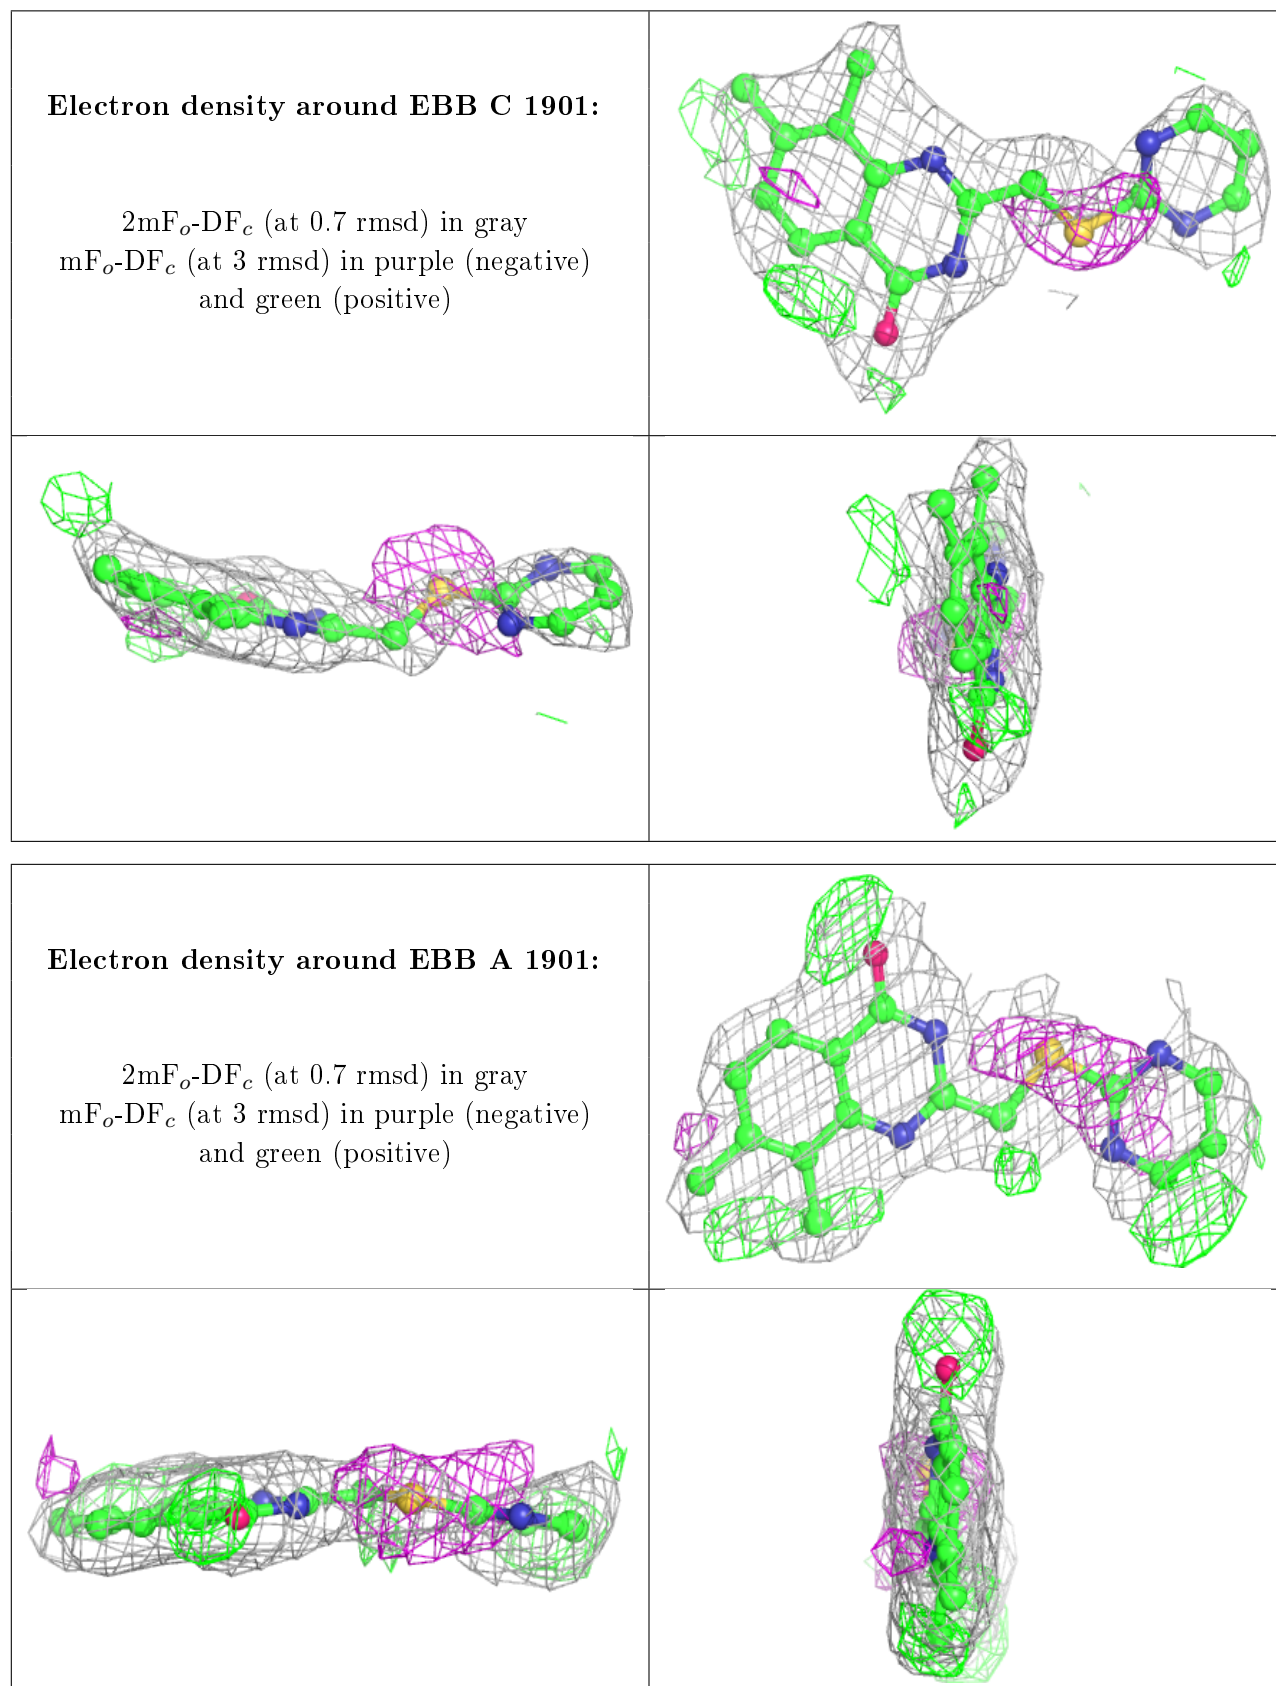 Electron density around EBB C 1901:
2mFo-DFc (at 0.7 rmsd) in gray
mFo-DFc (at 3 rmsd) in purple (negative)
and green (positive)
Electron density around EBB A 1901:
2mFo-DFc (at 0.7 rmsd) in gray
mFo-DFc (at 3 rmsd) in purple (negative)
and green (positive)